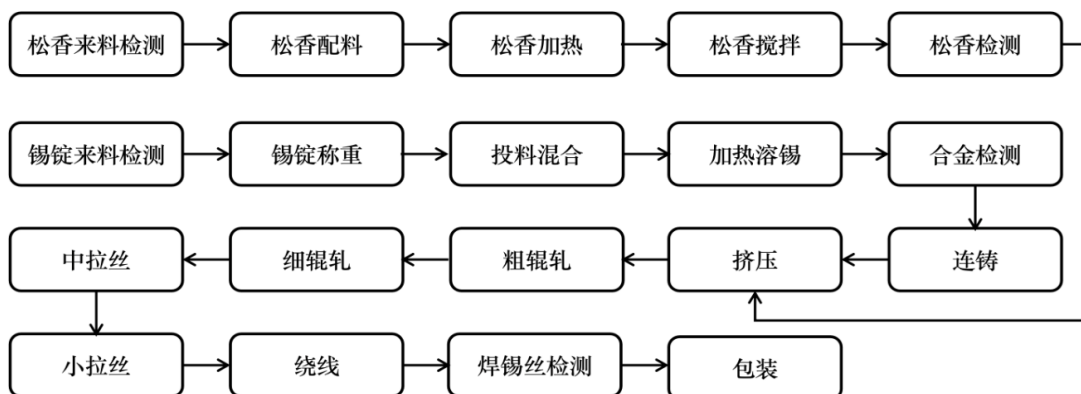 松香来料检测
松香配料
松香加热
松香搅拌
松香检测
锡锭来料检测
锡锭称重
投料混合
加热溶锡
合金检测
中拉丝
细辊轧
粗辊轧
挤压
连铸
小拉丝
绕线
焊锡丝检测
包装